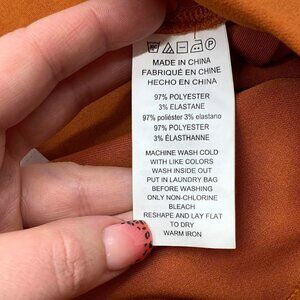 MADE IN CHINA
FABRIQUÉ EN CHINE
HECHO EN CHINA
97% POLYESTER
3% ELASTANE
97% poliéster 3% elastano
97% POLYESTER
3% ÉLASTHANNE
MACHINE WASH COLD
WITH LIKE COLORS
WASH INSIDE OUT
PUT IN LAUNDRY BAG
BEFORE WASHING
ONLY NON-CHLORINE
BLEACH
RESHAPE AND LAY FLAT
TO DRY
WARM IRON